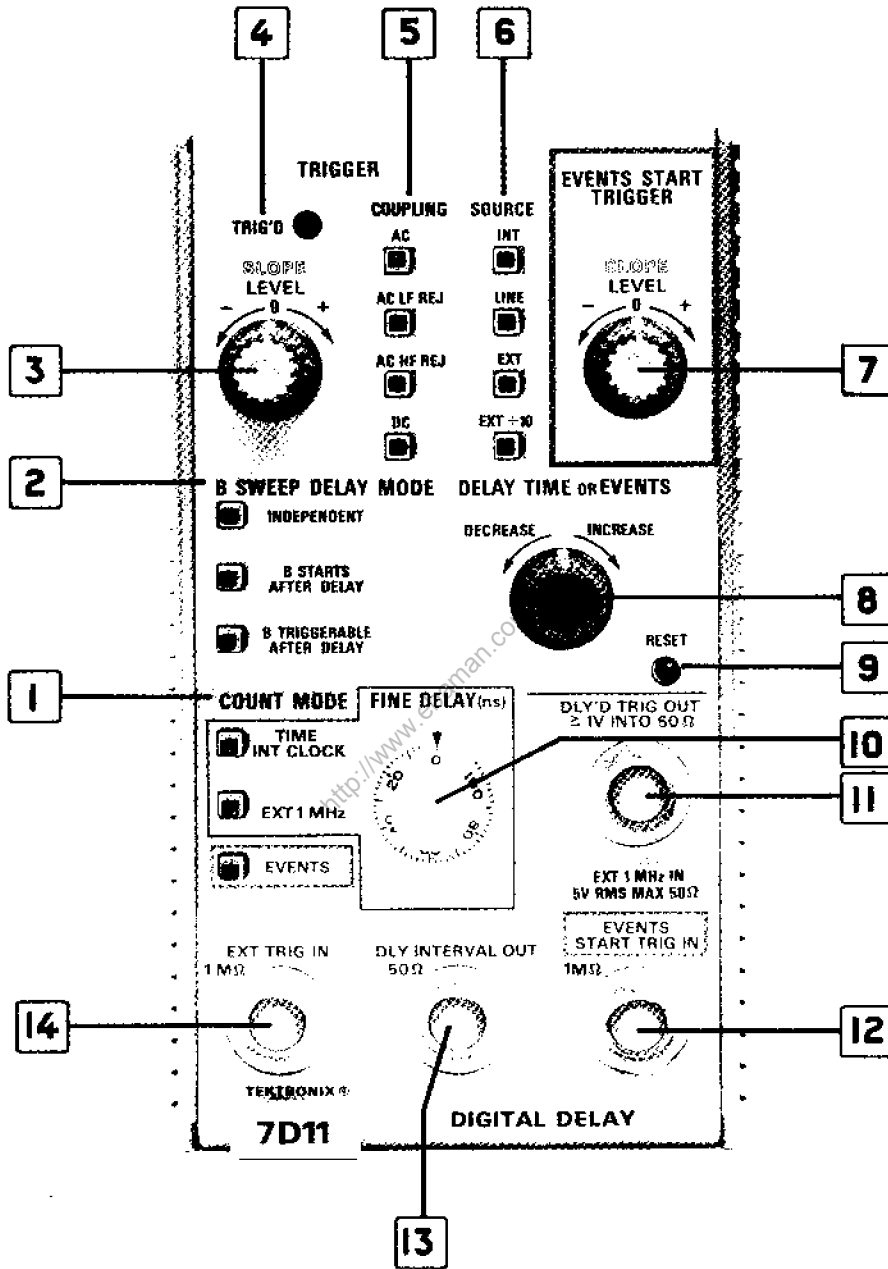 4 5 6
TRIGGER
EVENTS START
TRIGGER
COUPLING SOURCE
TRIG'D
AC INT
SLOPE
LEVEL
- 0 +
SLOPE
LEVEL
- 0 +
AC LF REJ LINE
3
AC HF REJ EXT
7
DC EXT ÷10
2
B SWEEP DELAY MODE DELAY TIME OR EVENTS
INDEPENDENT
DECREASE INCREASE
B STARTS
AFTER DELAY
8
B TRIGGERABLE
AFTER DELAY
RESET
9
1
COUNT MODE FINE DELAY (ns)
DLY'D TRIG OUT
≥ 1V INTO 50Ω
TIME
INT CLOCK
0
20
80
10
EXT 1 MHz
11
EVENTS
EXT 1 MHz IN
5V RMS MAX 50Ω
EVENTS
START TRIG IN
EXT TRIG IN
1MΩ
DLY INTERVAL OUT
50Ω
1MΩ
14
12
TEKTRONIX ®
7D11
DIGITAL DELAY
13